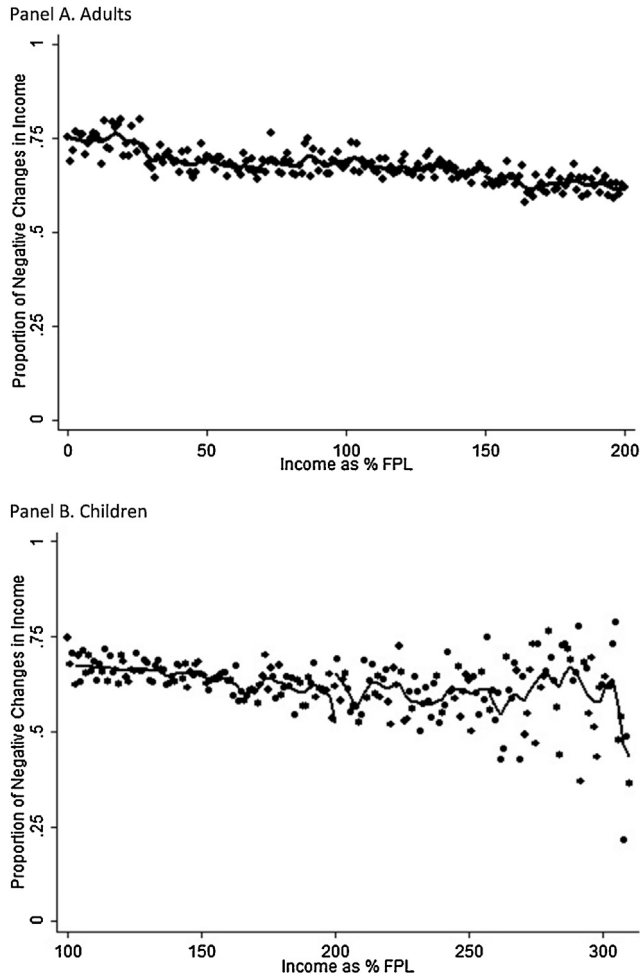 Panel A. Adults
Proportion of Negative Changes in Income
1
.75
.5
.25
0
0 50 100 150 200
Income as % FPL
Panel B. Children
Proportion of Negative Changes in Income
1
.75
.5
.25
0
100 150 200 250 300
Income as % FPL